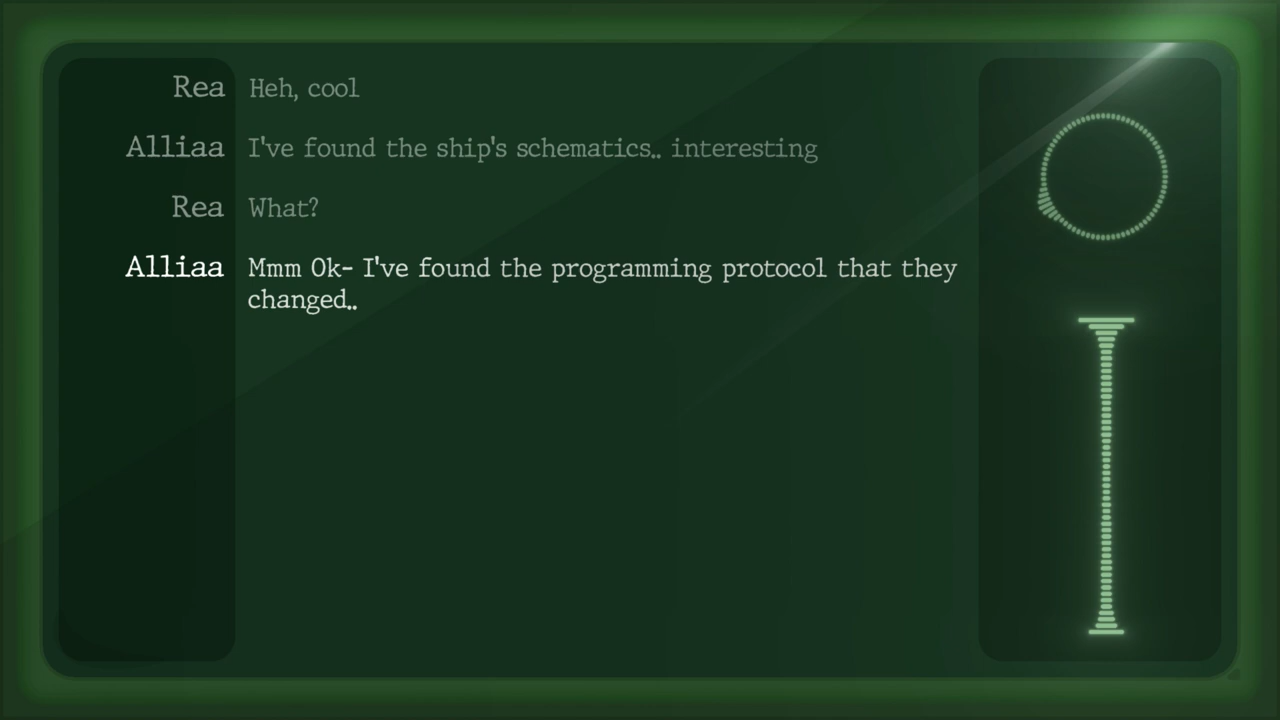 Rea Heh, cool
Alliaa I've found the ship's schematics.. interesting
Rea What?
Alliaa Mmm Ok- I've found the programming protocol that they
changed..